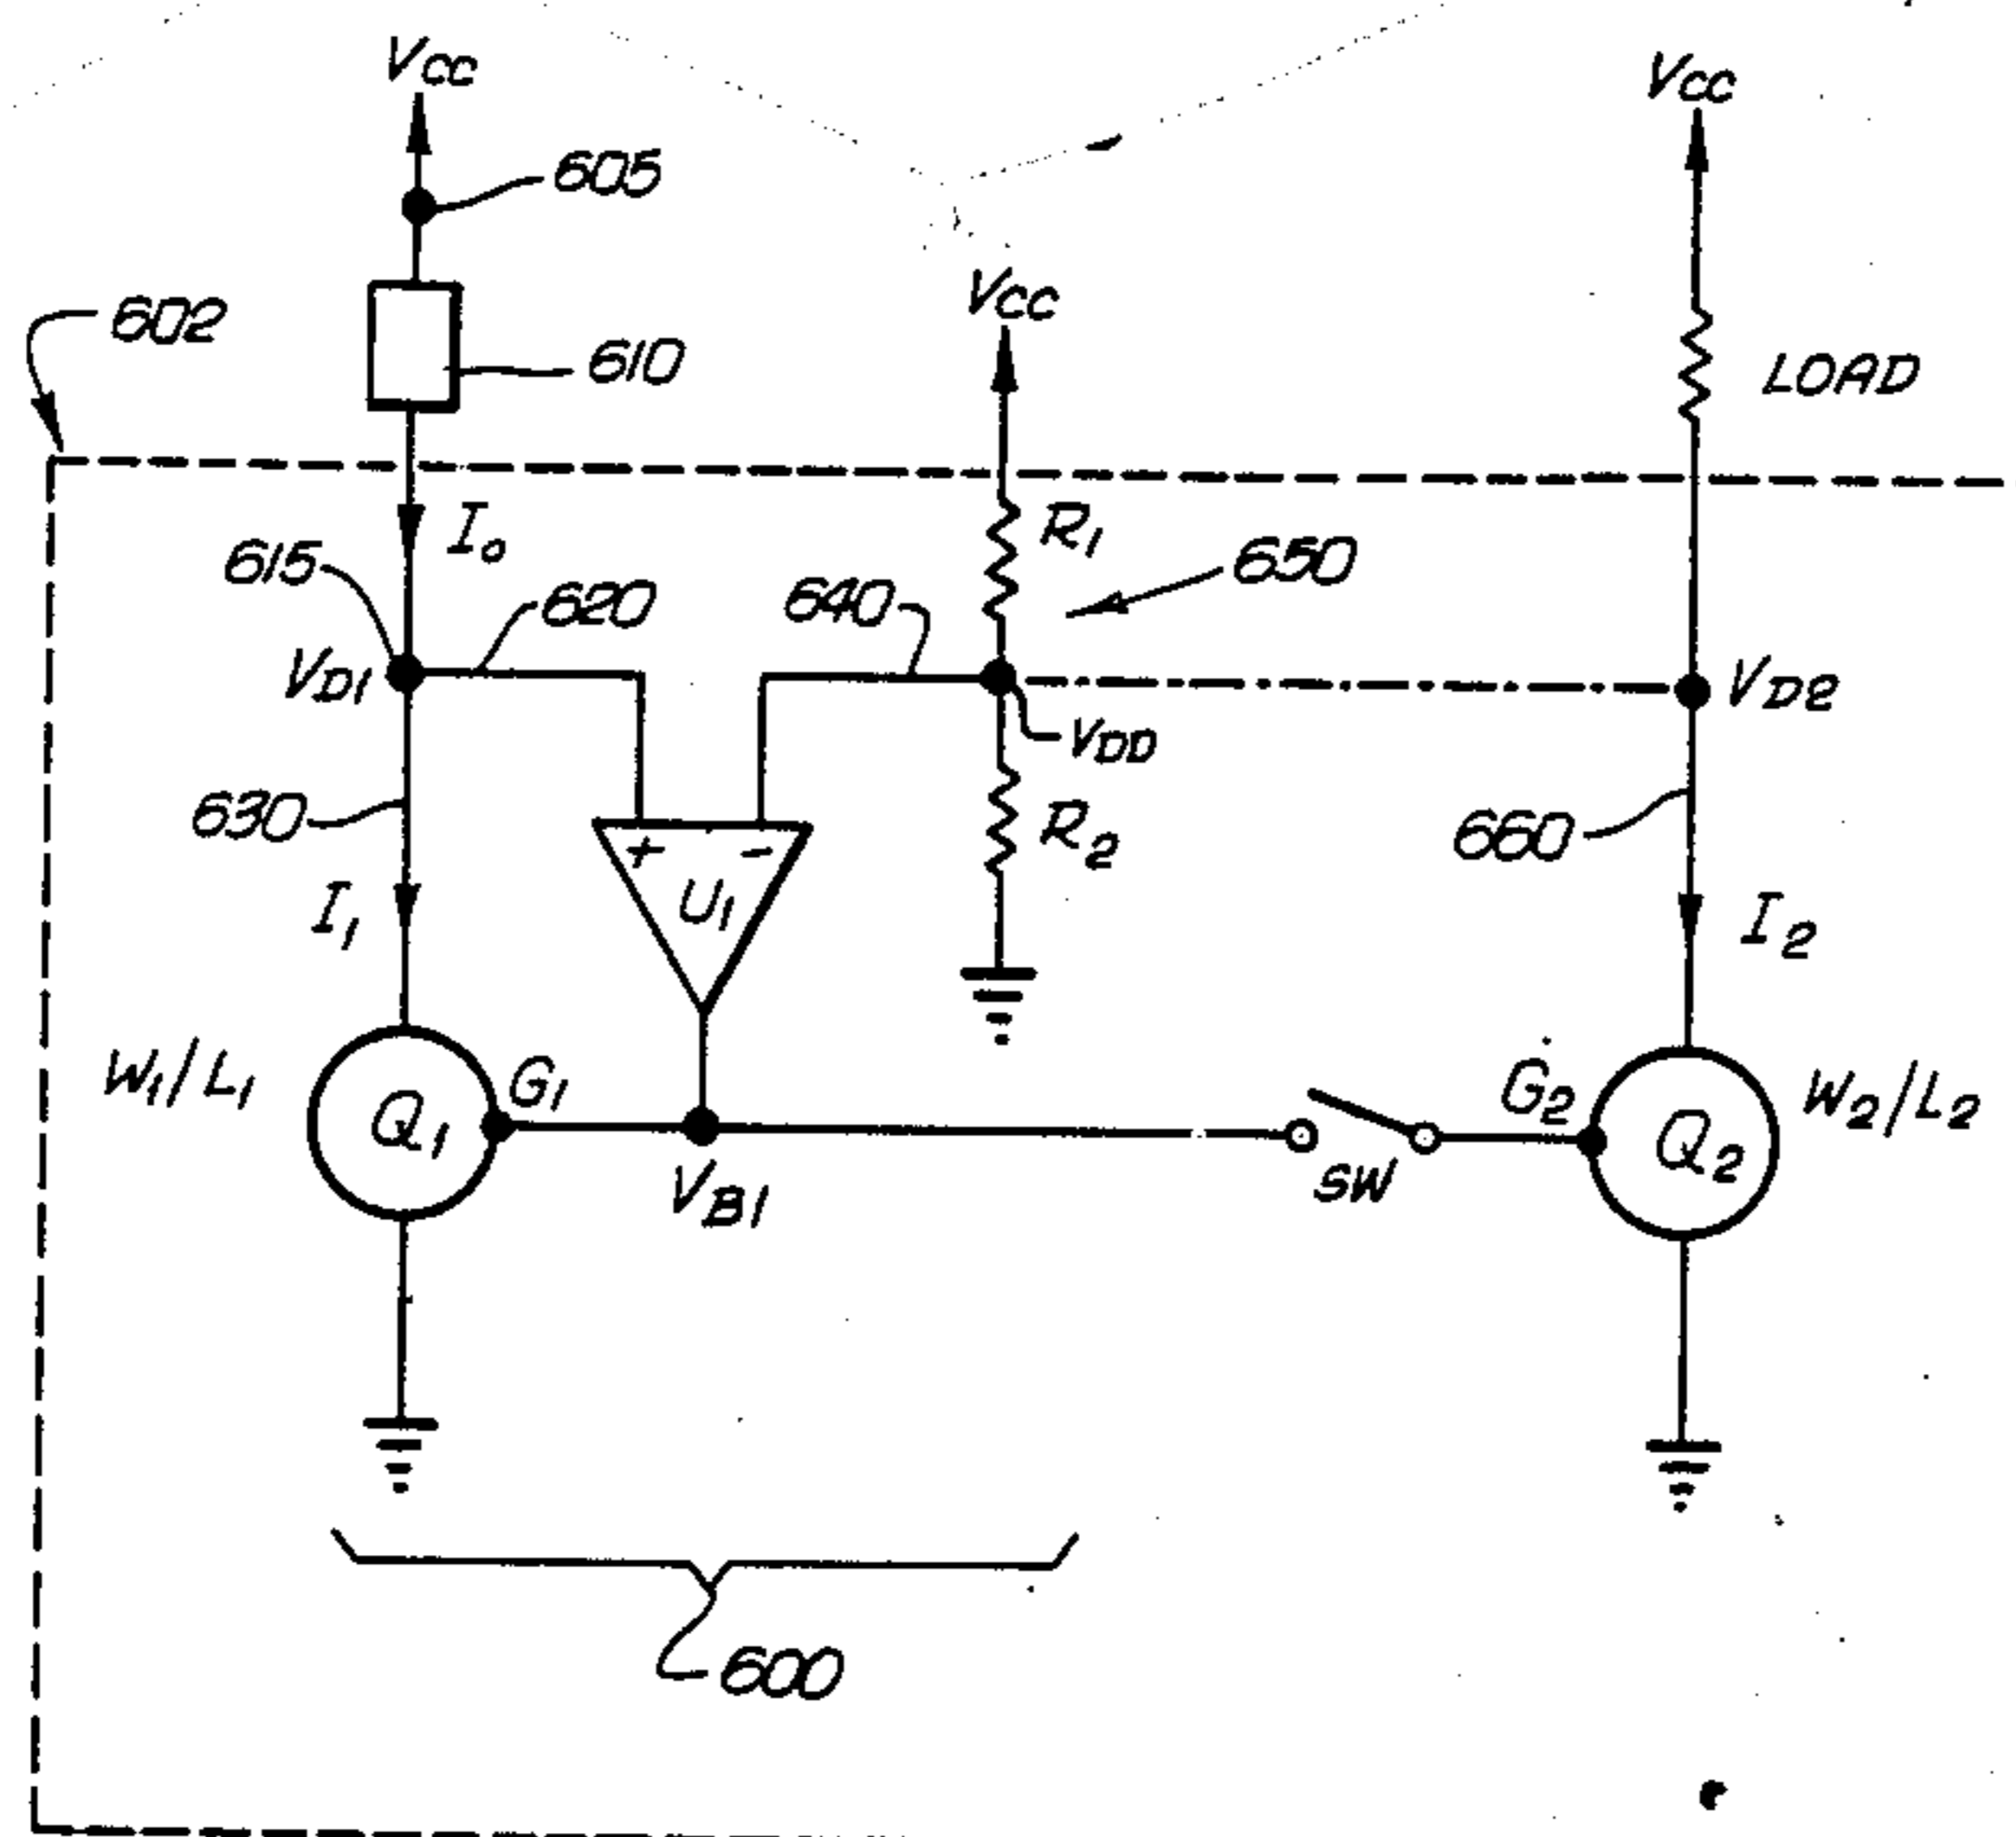 Vcc
605
Vcc
Vcc
602
610
LOAD
I0
R1
650
615
620
640
VD1
VDD
VD2
630
+
-
U1
R2
660
I1
I2
W1/L1
Q1
G1
G2
Q2
W2/L2
VB1
SW
600